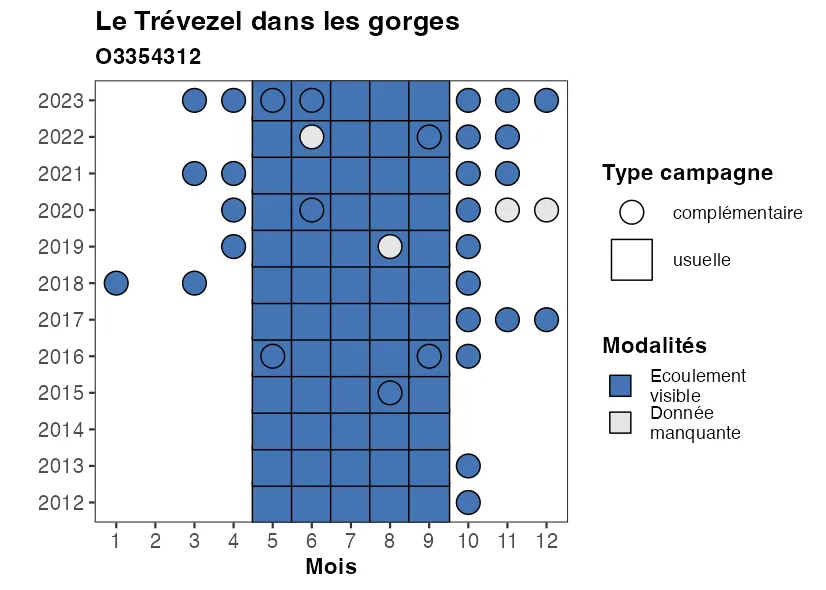 Le Trévezel dans les gorges
O3354312
2023
2022
2021
2020
2019
2018
2017
2016
2015
2014
2013
2012
1 2 3 4 5 6 7 8 9 10 11 12
Mois
Type campagne
complémentaire
usuelle
Modalités
Ecoulement
visible
Donnée
manquante